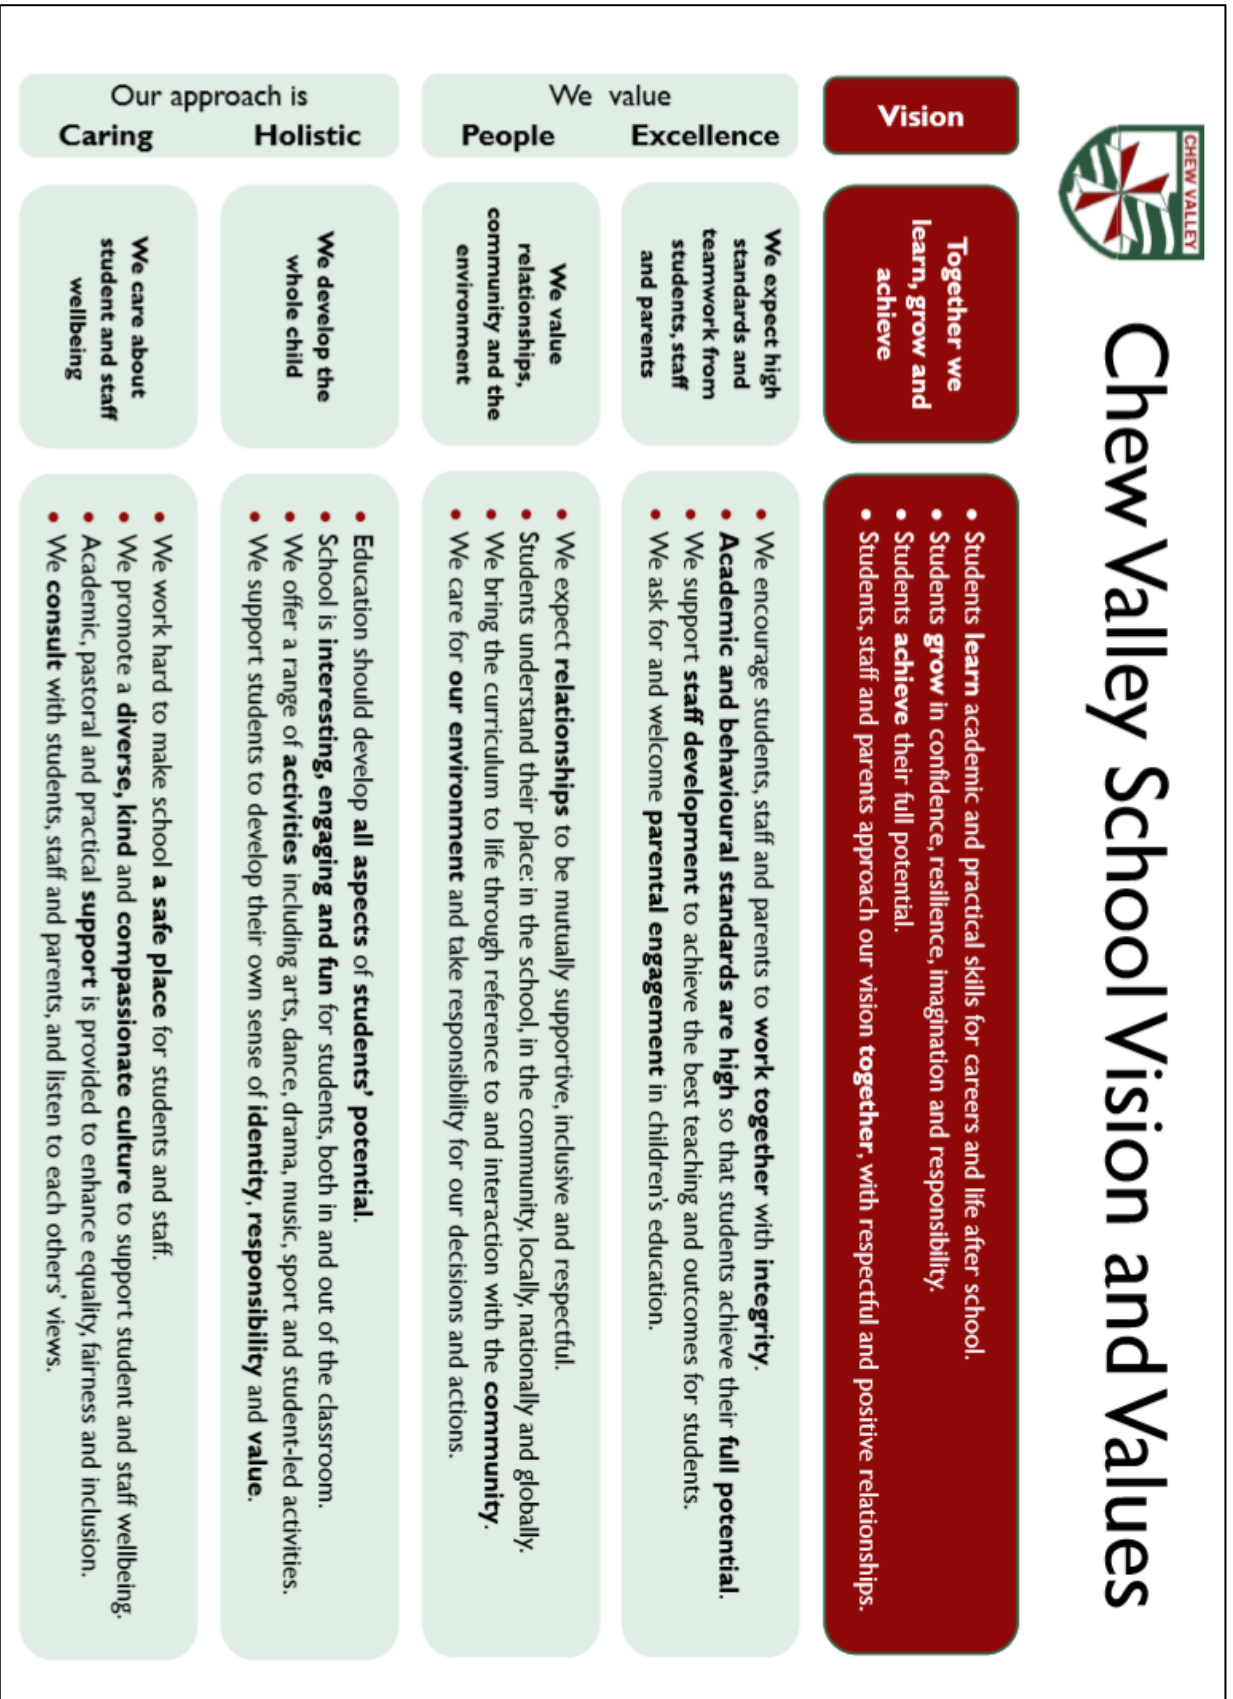 CHEW VALLEY
Chew Valley School Vision and Values
Vision
Together we
learn, grow and
achieve
• Students learn academic and practical skills for careers and life after school.
• Students grow in confidence, resilience, imagination and responsibility.
• Students achieve their full potential.
• Students, staff and parents approach our vision together, with respectful and positive relationships.
We value
Excellence
We expect high
standards and
teamwork from
students, staff
and parents
• We encourage students, staff and parents to work together with integrity.
• Academic and behavioural standards are high so that students achieve their full potential.
• We support staff development to achieve the best teaching and outcomes for students.
• We ask for and welcome parental engagement in children's education.
People
We value
relationships,
community and the
environment
• We expect relationships to be mutually supportive, inclusive and respectful.
• Students understand their place: in the school, in the community, locally, nationally and globally.
• We bring the curriculum to life through reference to and interaction with the community.
• We care for our environment and take responsibility for our decisions and actions.
Our approach is
Holistic
We develop the
whole child
• Education should develop all aspects of students' potential.
• School is interesting, engaging and fun for students, both in and out of the classroom.
• We offer a range of activities including arts, dance, drama, music, sport and student-led activities.
• We support students to develop their own sense of identity, responsibility and value.
Caring
We care about
student and staff
wellbeing
• We work hard to make school a safe place for students and staff.
• We promote a diverse, kind and compassionate culture to support student and staff wellbeing.
• Academic, pastoral and practical support is provided to enhance equality, fairness and inclusion.
• We consult with students, staff and parents, and listen to each others' views.